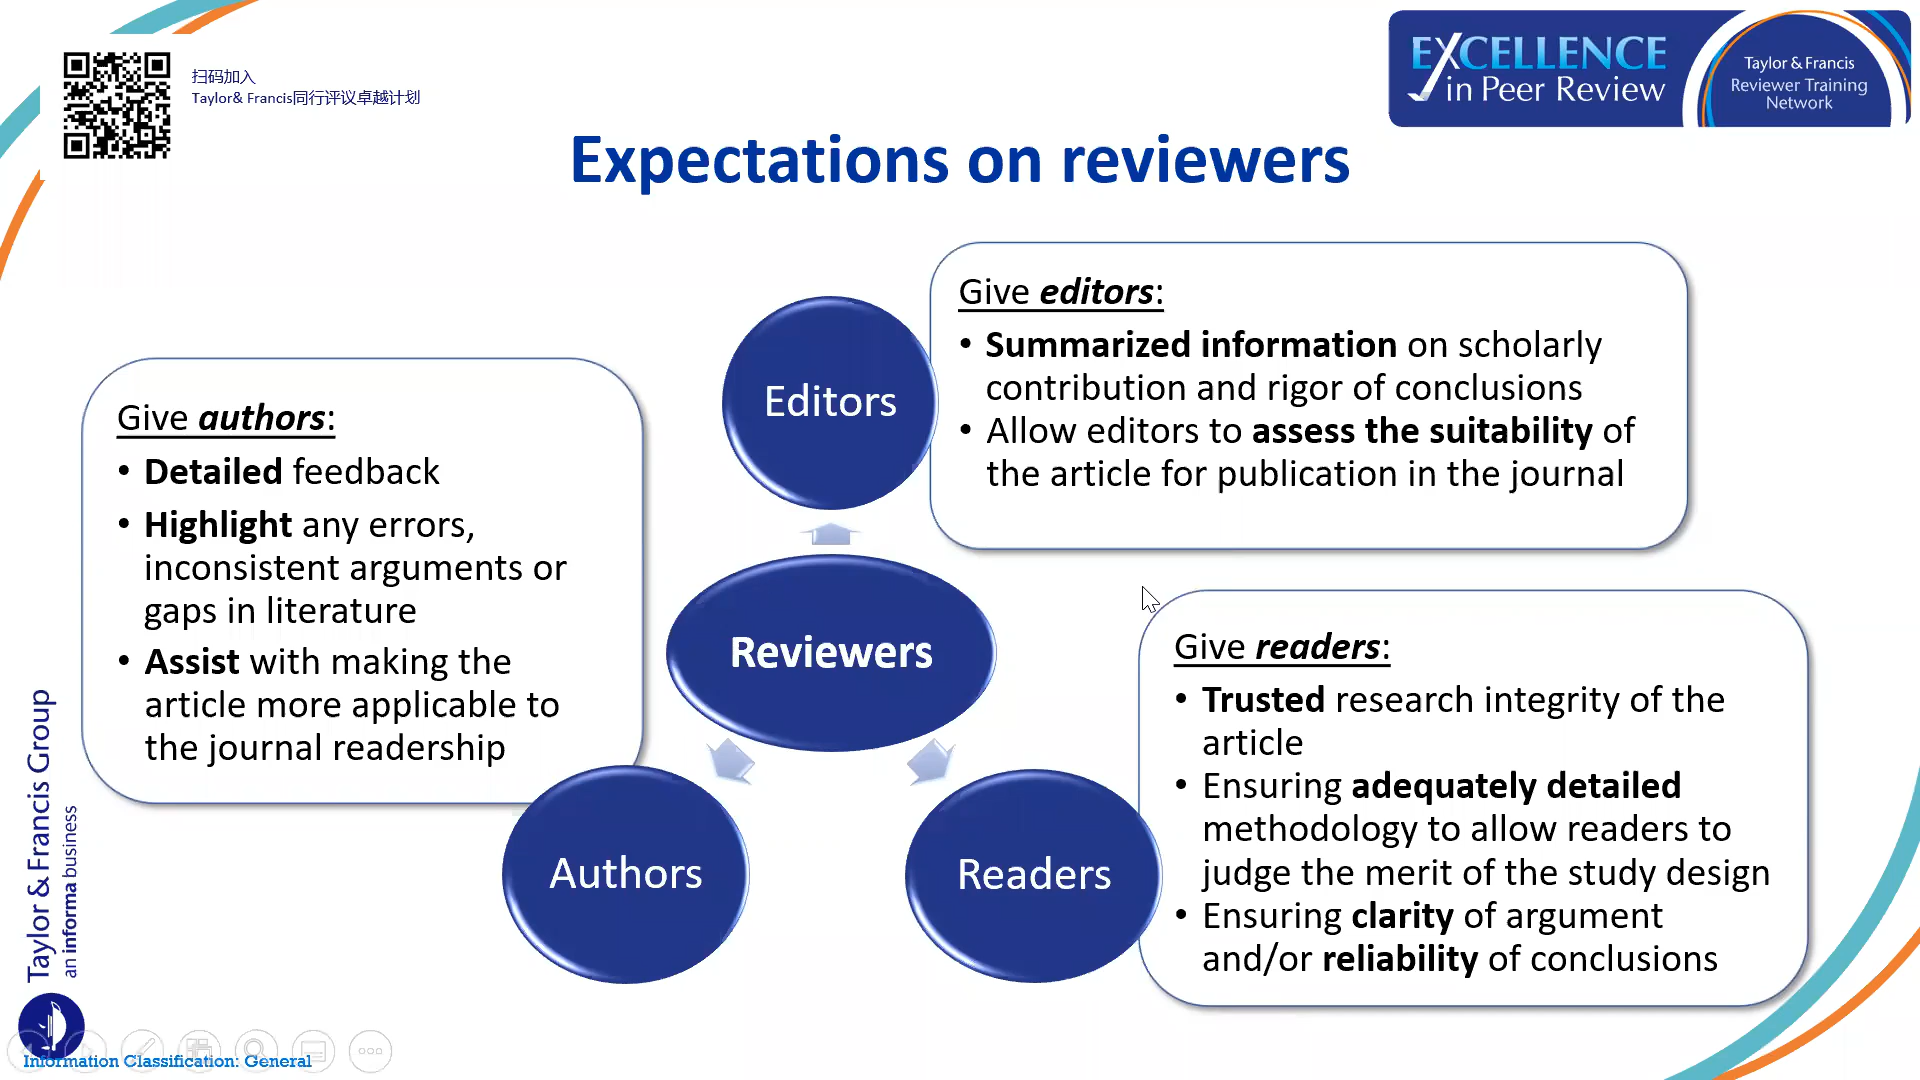 扫码加入
Taylor& Francis同行评议卓越计划
EXCELLENCE
in Peer Review
Taylor & Francis
Reviewer Training
Network
Expectations on reviewers
Give editors:
• Summarized information on scholarly
contribution and rigor of conclusions
• Allow editors to assess the suitability of
the article for publication in the journal
Editors
Give authors:
• Detailed feedback
• Highlight any errors,
inconsistent arguments or
gaps in literature
• Assist with making the
article more applicable to
the journal readership
Reviewers
Give readers:
• Trusted research integrity of the
article
• Ensuring adequately detailed
methodology to allow readers to
judge the merit of the study design
• Ensuring clarity of argument
and/or reliability of conclusions
Authors
Readers
Taylor & Francis Group
an informa business
Information Classification: General